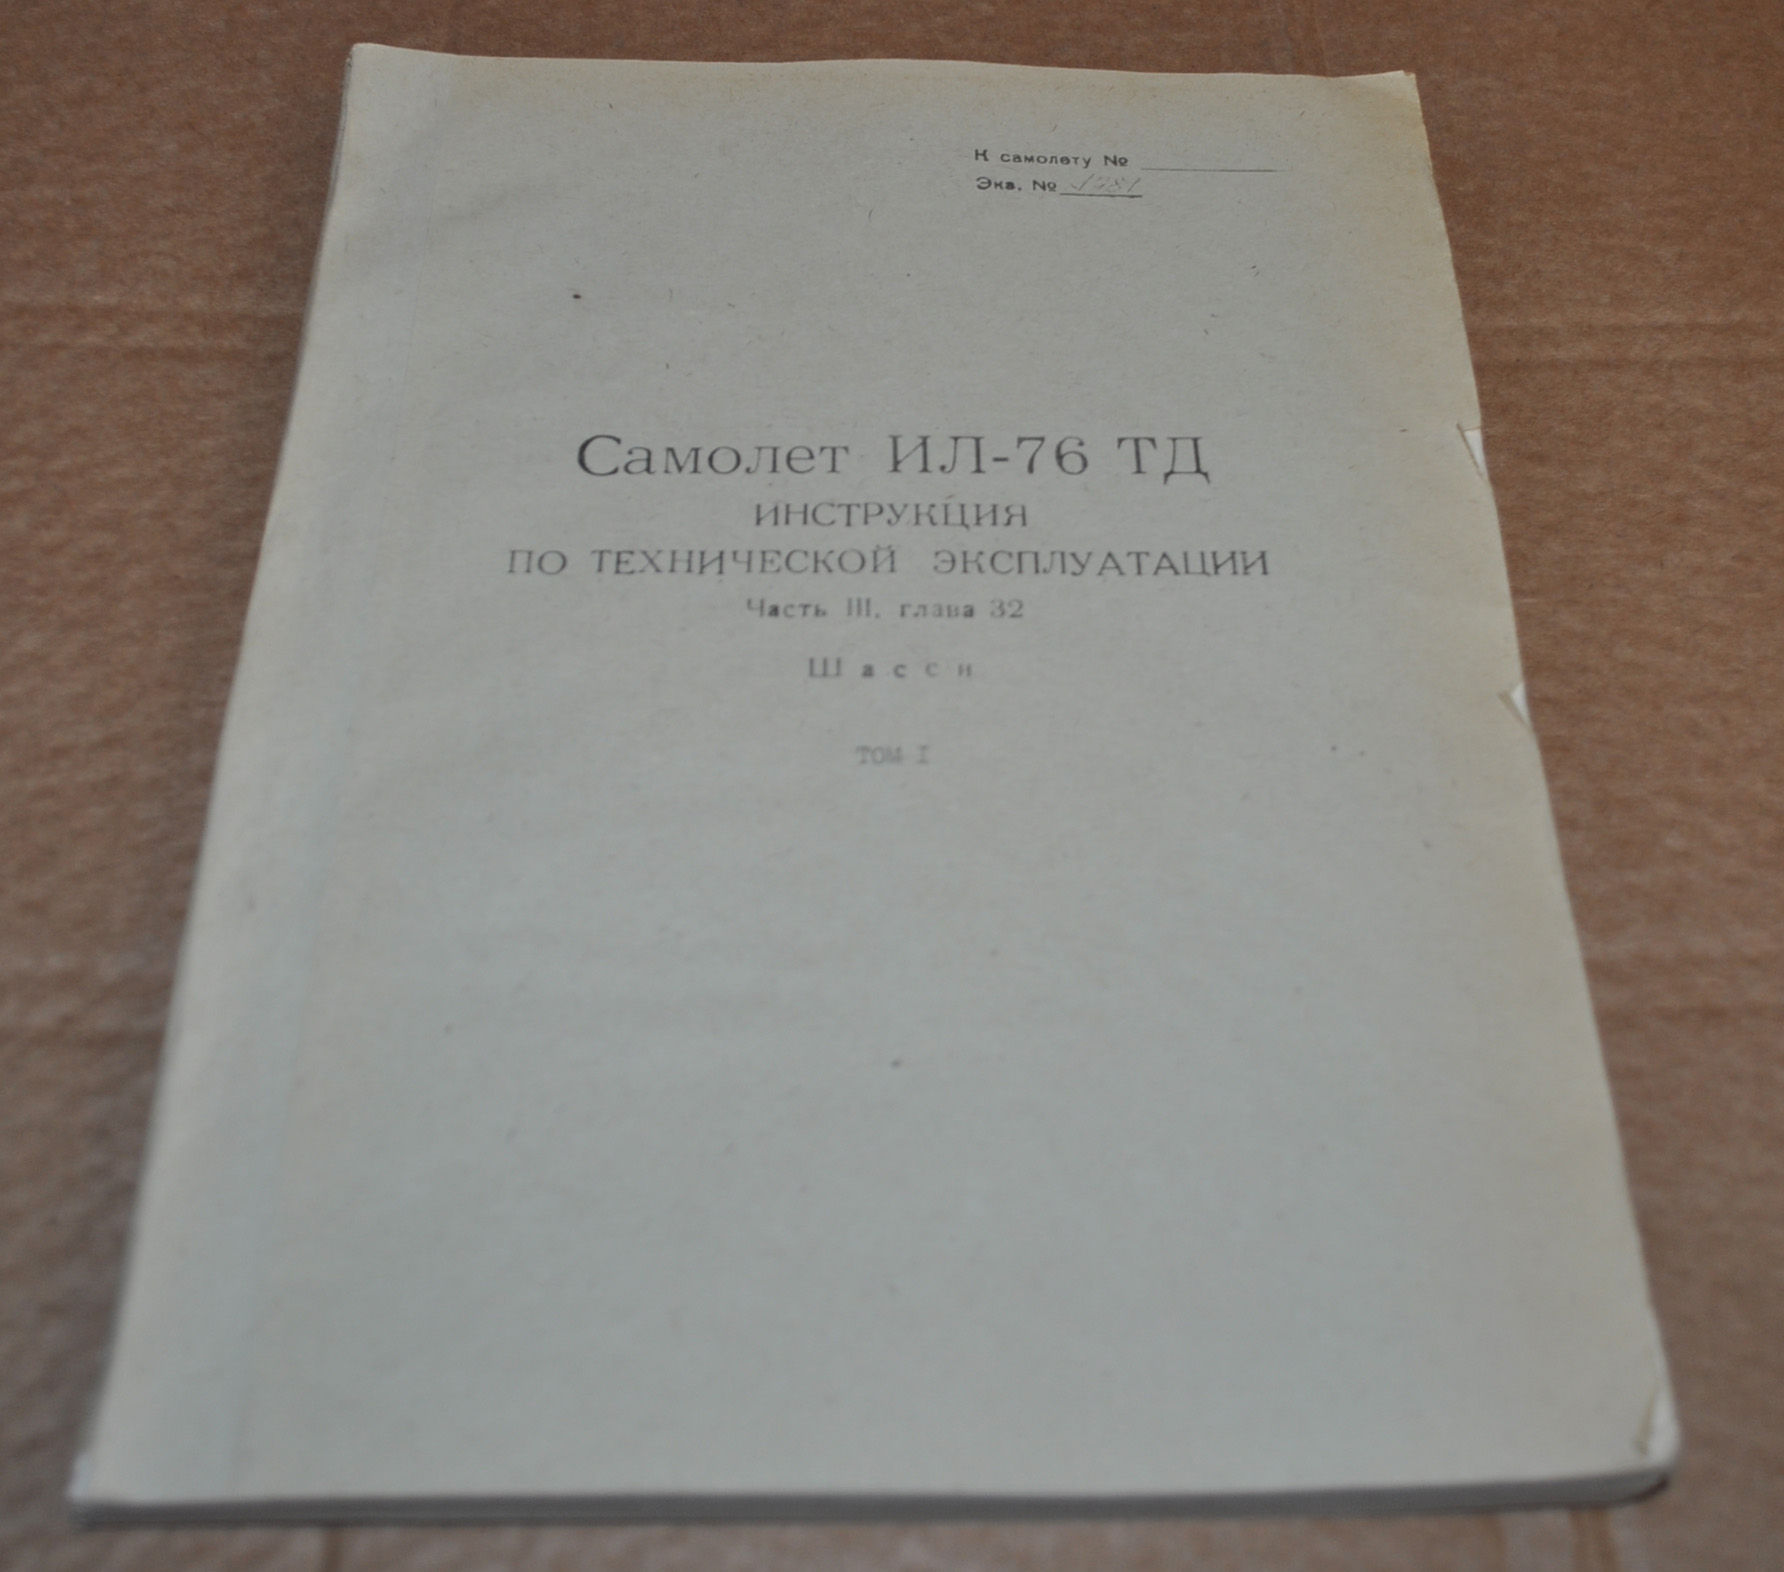 К самолету №
Экз. № 1781
Самолет ИЛ-76 ТД
ИНСТРУКЦИЯ
ПО ТЕХНИЧЕСКОЙ ЭКСПЛУАТАЦИИ
Часть III, глава 32
Шасси
ТОМ I